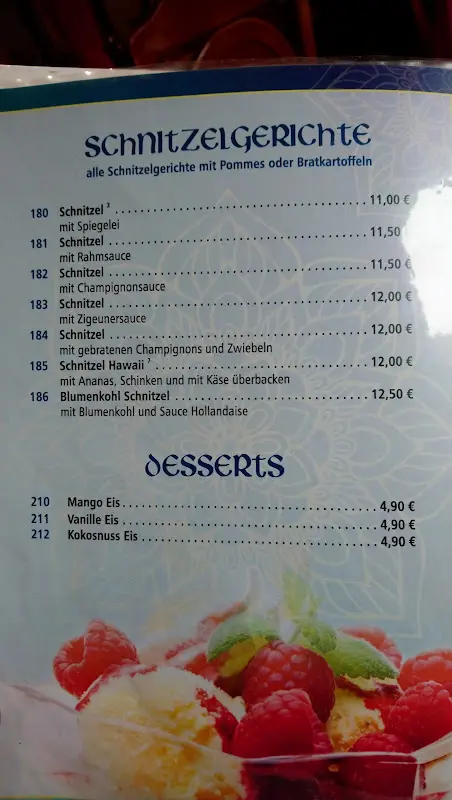 SCHNITZELGERICHTE
alle Schnitzelgerichte mit Pommes oder Bratkartoffeln
180 Schnitzel ................ 11,00 €
mit Spiegelei
181 Schnitzel ................ 11,50
mit Rahmsauce
182 Schnitzel ................ 11,50 €
mit Champignonsauce
183 Schnitzel ................ 12,00 €
mit Zigeunersauce
184 Schnitzel ................ 12,00 €
mit gebratenen Champignons und Zwiebeln
185 Schnitzel Hawaii ................ 12,00 €
mit Ananas, Schinken und mit Käse überbacken
186 Blumenkohl Schnitzel ................ 12,50 €
mit Blumenkohl und Sauce Hollandaise
DESSERTS
210 Mango Eis ................ 4,90 €
211 Vanille Eis ................ 4,90 €
212 Kokosnuss Eis ................ 4,90 €